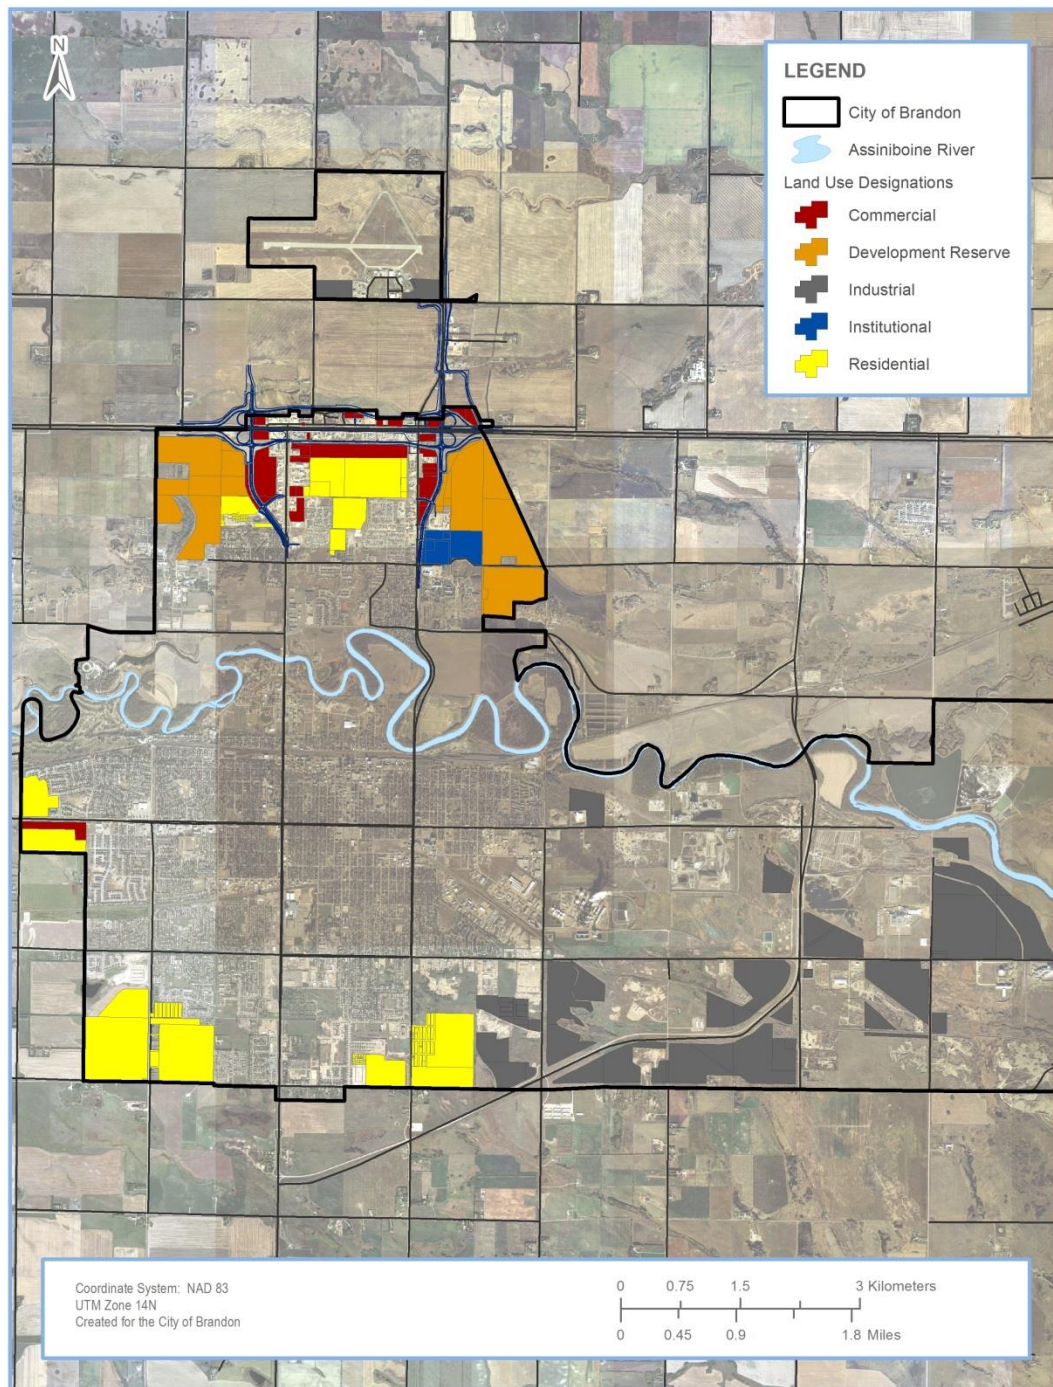 N
LEGEND
City of Brandon
Assiniboine River
Land Use Designations
Commercial
Development Reserve
Industrial
Institutional
Residential
Coordinate System: NAD 83
UTM Zone 14N
Created for the City of Brandon
0 0.75 1.5 3 Kilometers
0 0.45 0.9 1.8 Miles